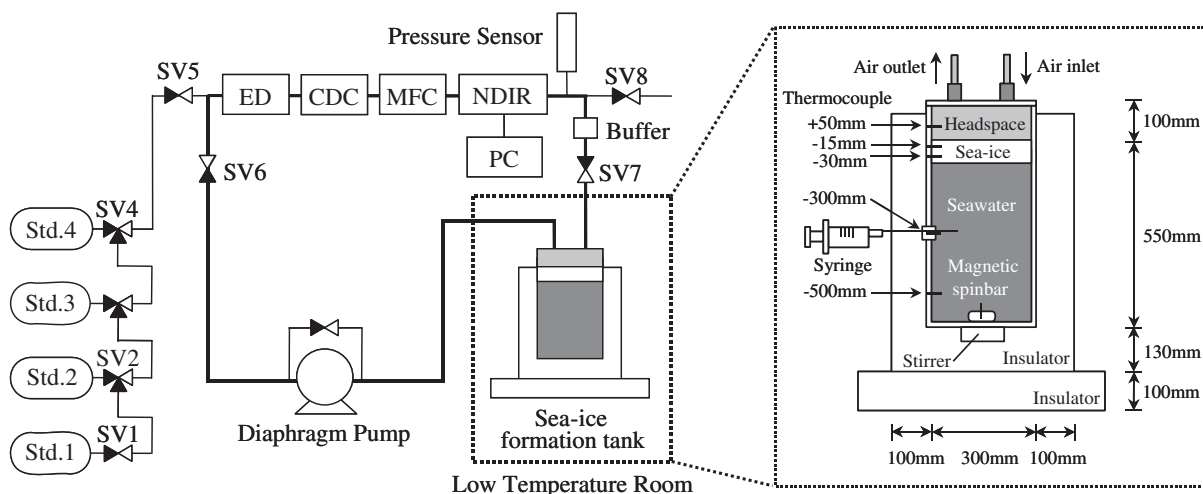 Pressure Sensor
SV5
ED
CDC
MFC
NDIR
SV8
Buffer
PC
SV6
SV7
SV4
Std.4
Std.3
SV2
Std.2
SV1
Std.1
Diaphragm Pump
Sea-ice
formation tank
Low Temperature Room
Air outlet
Air inlet
Thermocouple
+50mm
-15mm
-30mm
-300mm
Syringe
-500mm
Headspace
Sea-ice
Seawater
Magnetic
spinbar
Stirrer
Insulator
Insulator
100mm
550mm
130mm
100mm
100mm
300mm
100mm